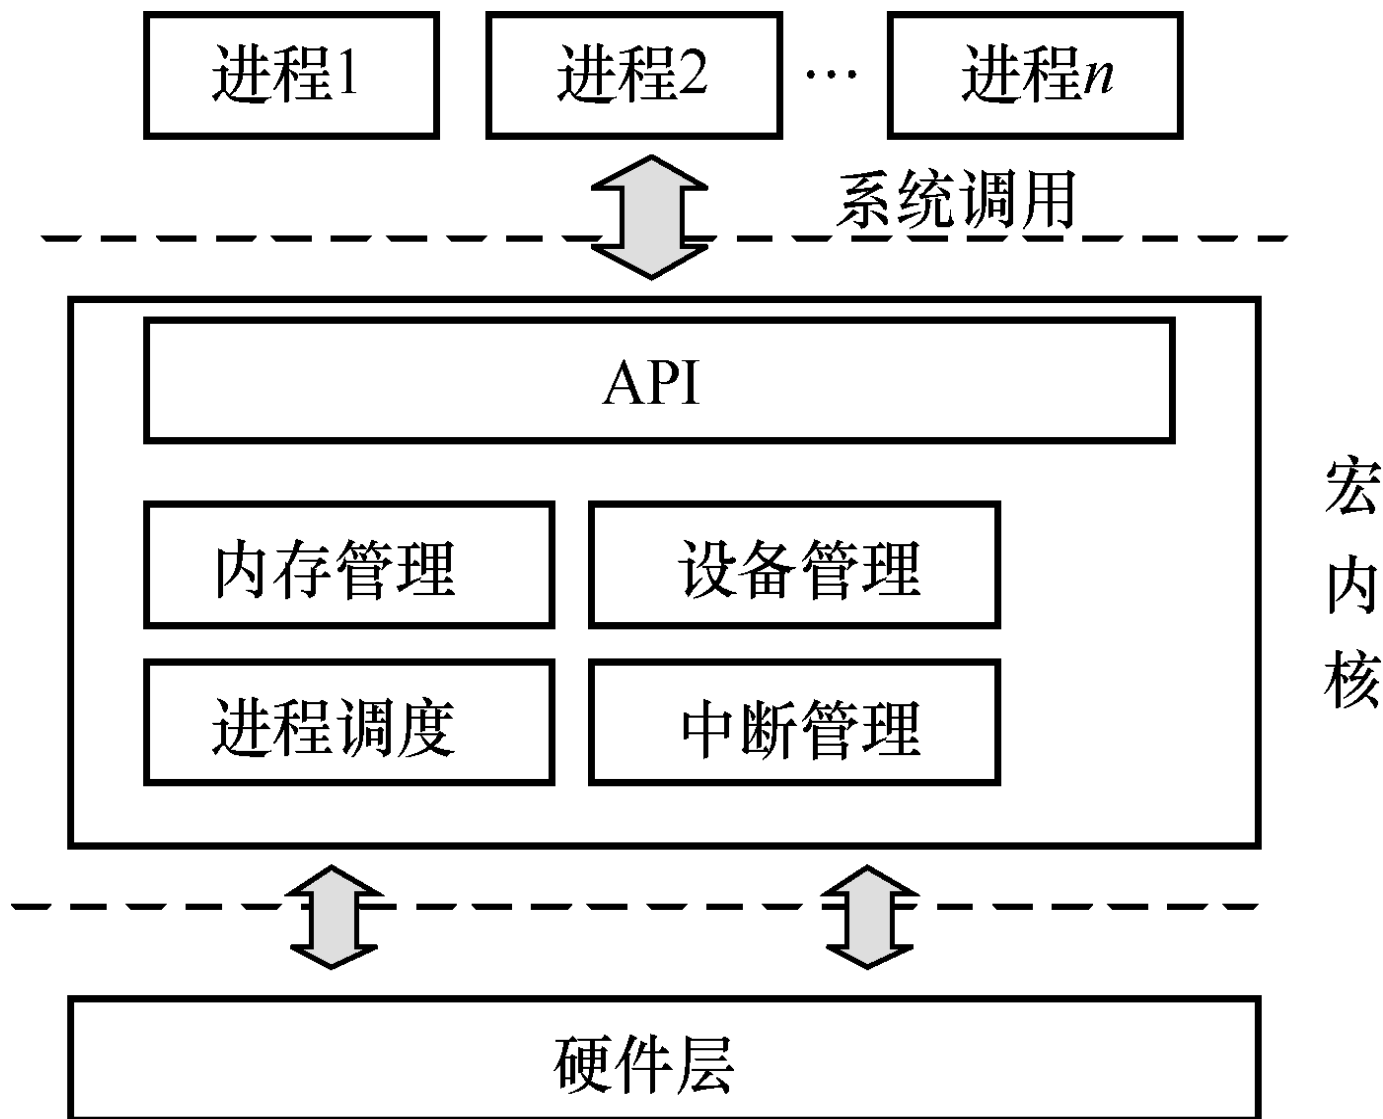 进程1 进程2 … 进程n
系统调用
API
内存管理 设备管理
进程调度 中断管理
宏内核
硬件层